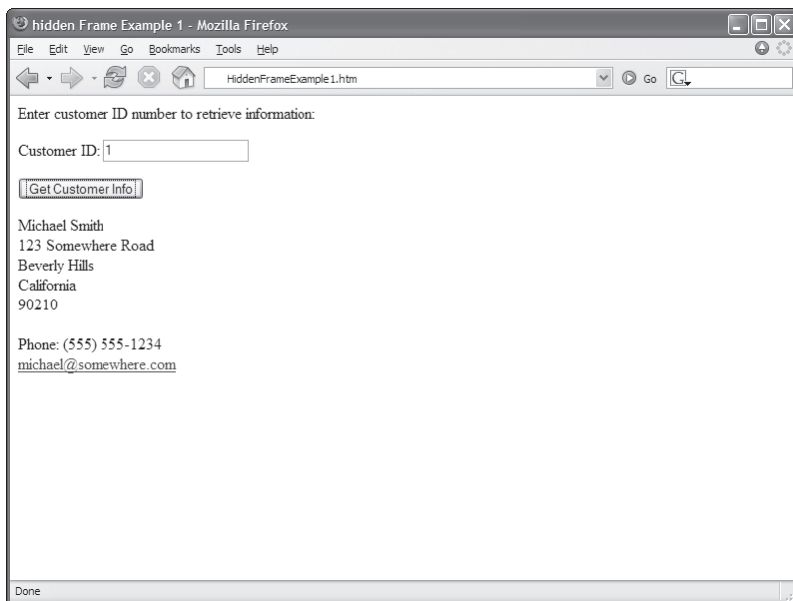 hidden Frame Example 1 - Mozilla Firefox
File Edit View Go Bookmarks Tools Help
HiddenFrameExample1.htm Go G
Enter customer ID number to retrieve information:
Customer ID: 1
Get Customer Info
Michael Smith
123 Somewhere Road
Beverly Hills
California
90210
Phone: (555) 555-1234
michael@somewhere.com
Done